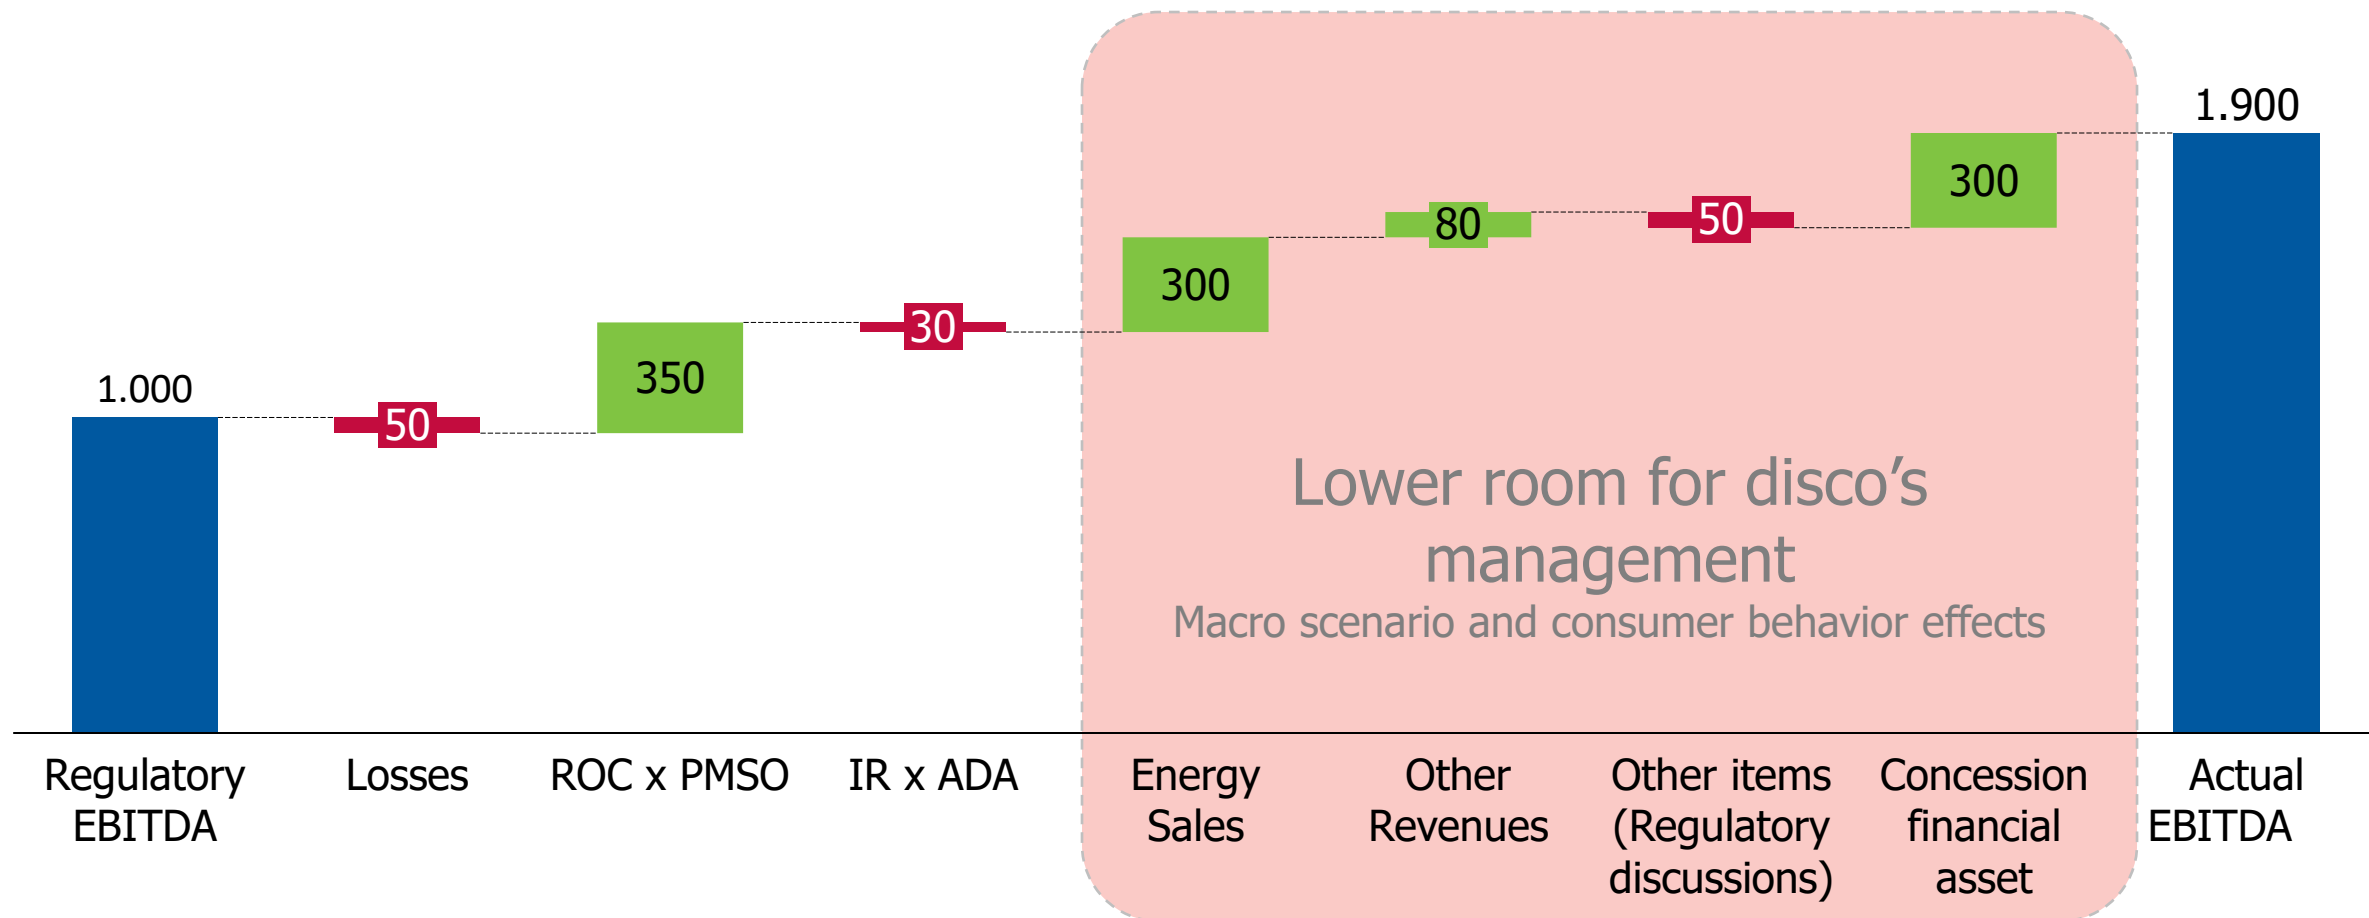 1.900
300
80
50
300
30
350
1.000
50
Lower room for disco’s
management
Macro scenario and consumer behavior effects
Regulatory
EBITDA
Losses
ROC x PMSO
IR x ADA
Energy
Sales
Other
Revenues
Other items
(Regulatory
discussions)
Concession
financial
asset
Actual
EBITDA